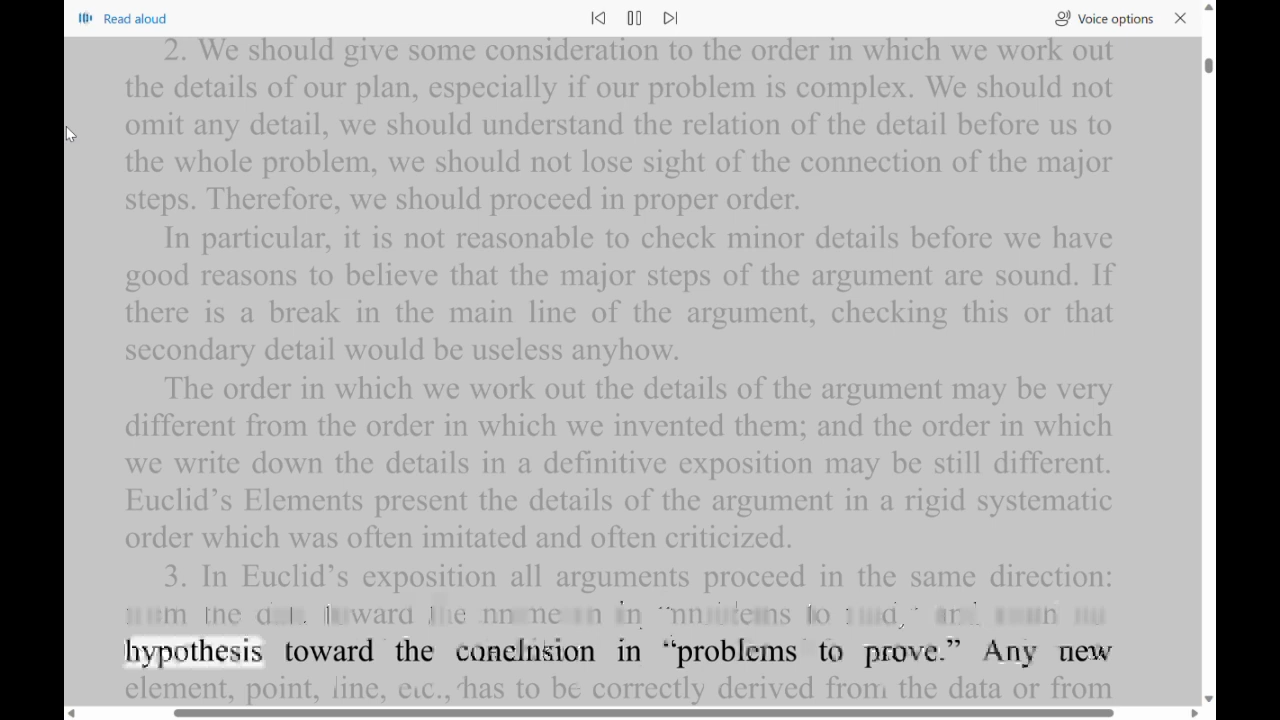 Read aloud
Voice options
2. We should give some consideration to the order in which we work out
the details of our plan, especially if our problem is complex. We should not
omit any detail, we should understand the relation of the detail before us to
the whole problem, we should not lose sight of the connection of the major
steps. Therefore, we should proceed in proper order.
In particular, it is not reasonable to check minor details before we have
good reasons to believe that the major steps of the argument are sound. If
there is a break in the main line of the argument, checking this or that
secondary detail would be useless anyhow.
The order in which we work out the details of the argument may be very
different from the order in which we invented them; and the order in which
we write down the details in a definitive exposition may be still different.
Euclid’s Elements present the details of the argument in a rigid systematic
order which was often imitated and often criticized.
3. In Euclid’s exposition all arguments proceed in the same direction:
the toward in to
hypothesis toward the conclusion in “problems to prove.” Any new
element, point, line, etc., has to be correctly derived from the data or from